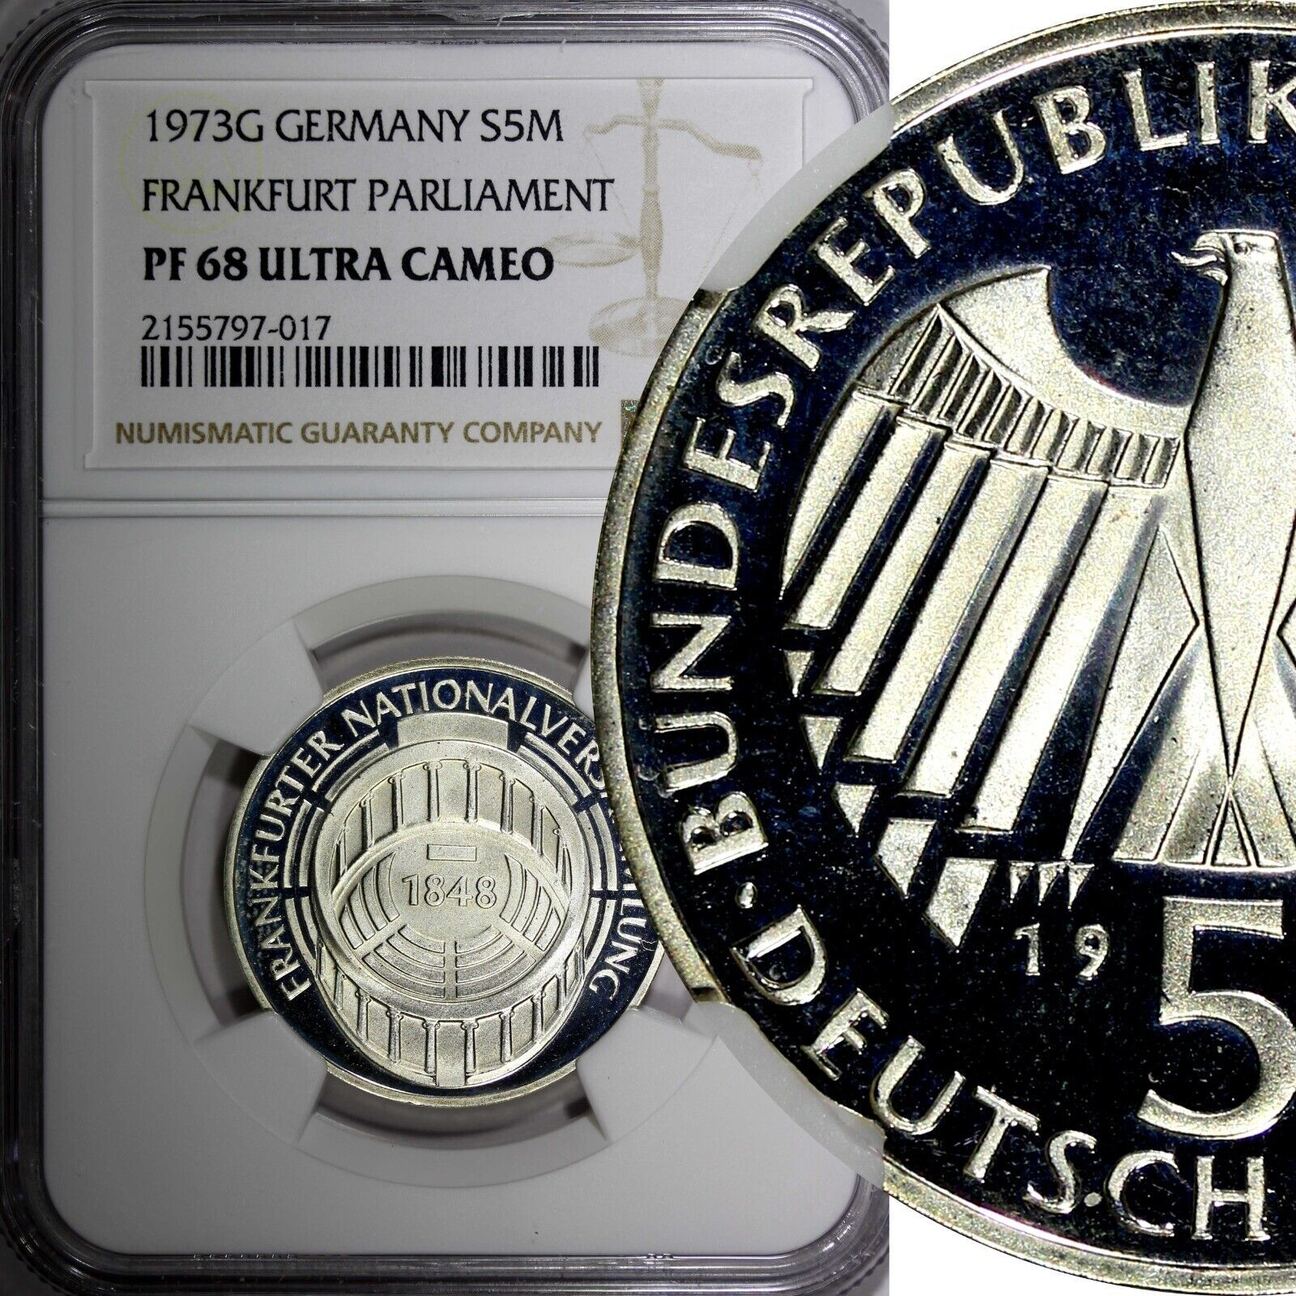 1973G GERMANY S5M
FRANKFURT PARLIAMENT
PF 68 ULTRA CAMEO
2155797-017
NUMISMATIC GUARANTY COMPANY
FRANKFURTER NATIONALVERS MLUNG
1848
BUNDESREPUBLIK
19
5
DEUTSCH